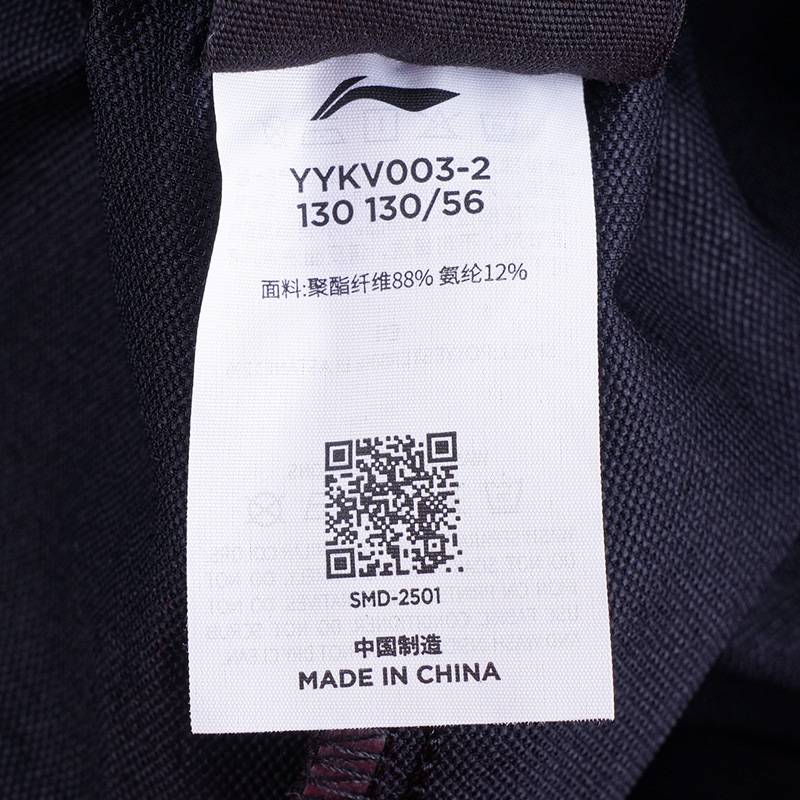 YYKV003-2
130 130/56
面料:聚酯纤维88% 氨纶12%
SMD-2501
中国制造
MADE IN CHINA